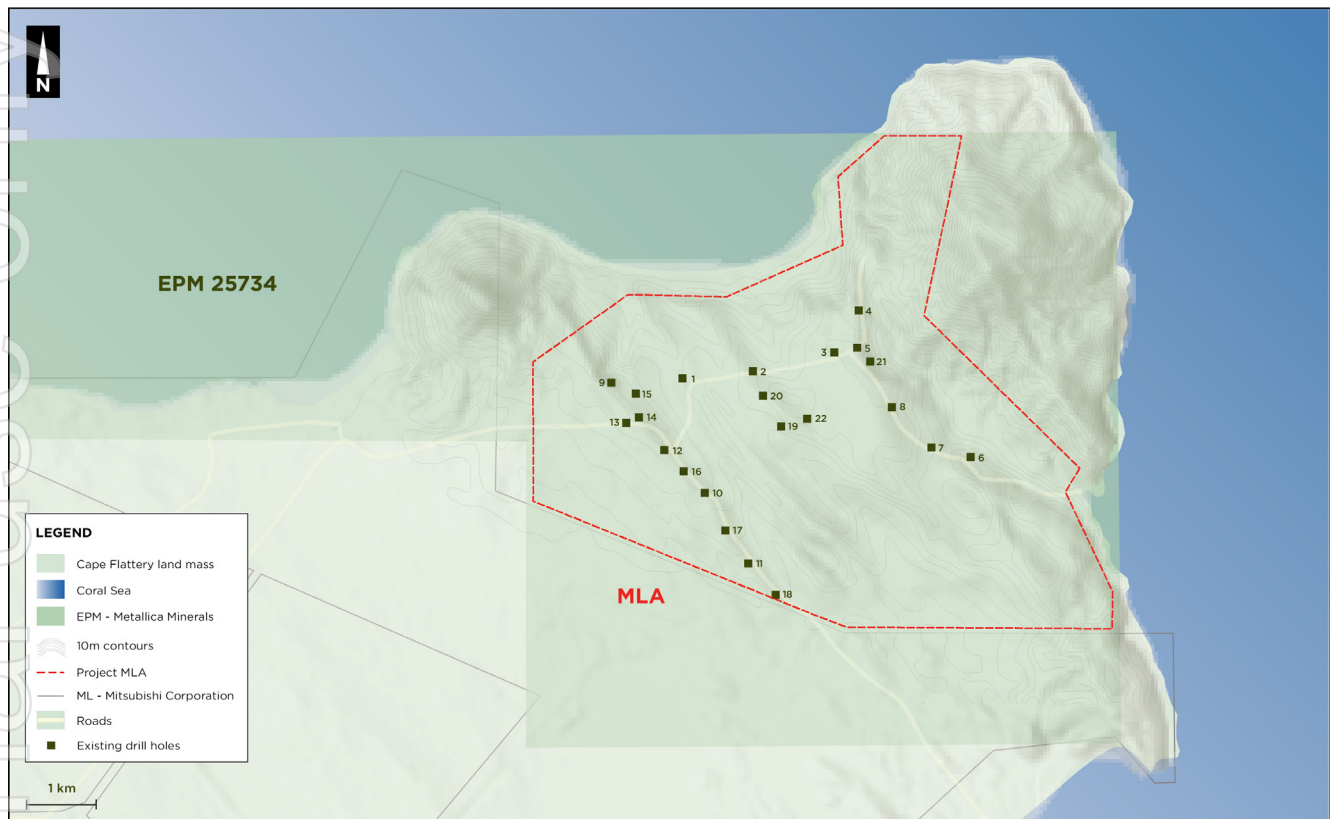 N
EPM 25734
4
3
5
21
2
1
9
15
20
8
14
13
22
19
12
7
6
16
10
17
11
18
MLA
LEGEND
Cape Flattery land mass
Coral Sea
EPM - Metallica Minerals
10m contours
Project MLA
ML - Mitsubishi Corporation
Roads
Existing drill holes
1 km